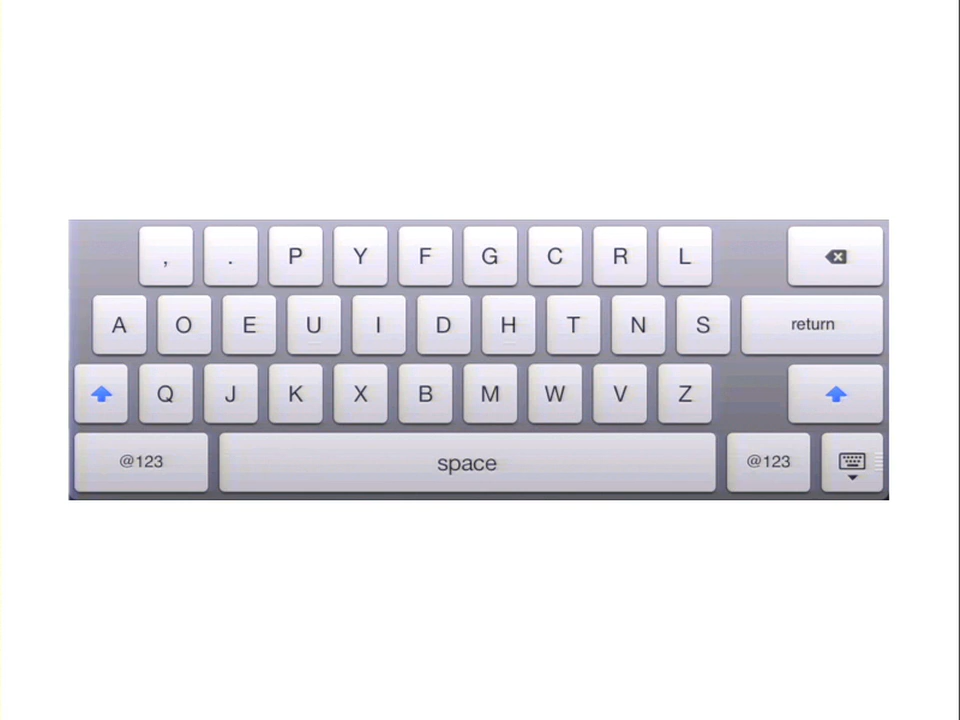 , . P Y F G C R L
A O E U I D H T N S return
Q J K X B M W V Z
@123 space @123